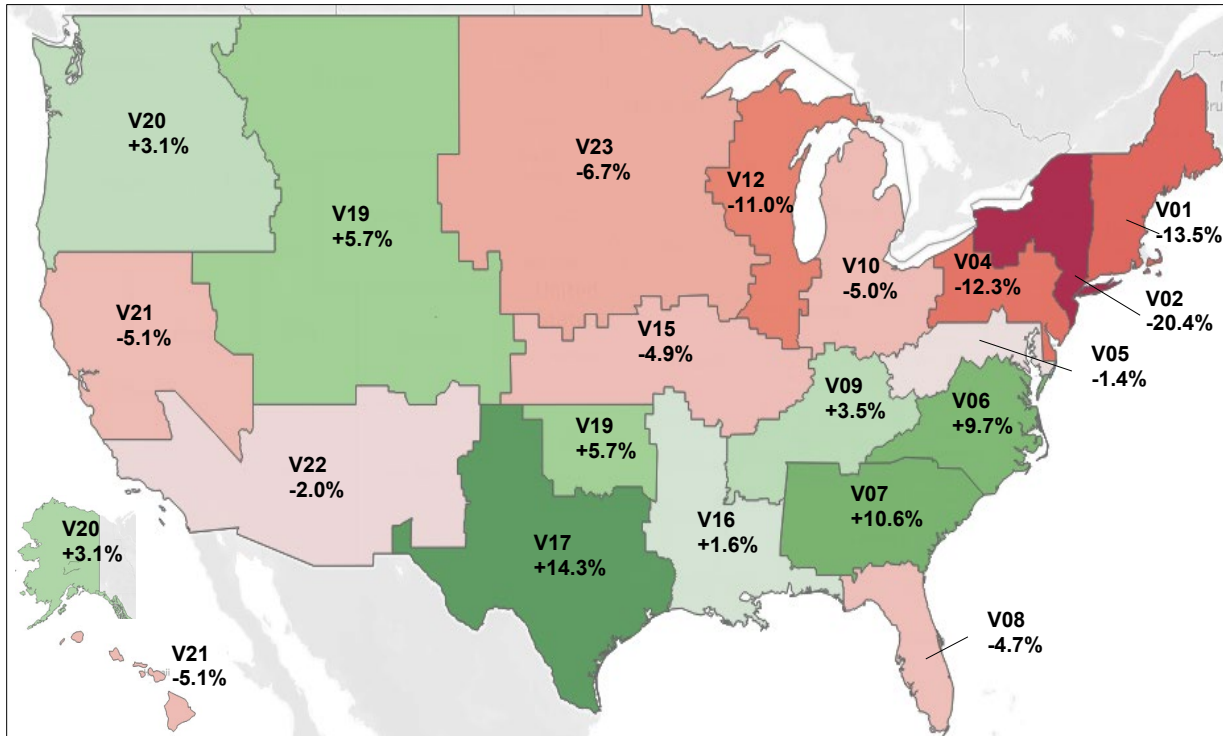 V20
+3.1%
V19
+5.7%
V23
-6.7%
V12
-11.0%
V01
-13.5%
V10
-5.0%
V04
-12.3%
V02
-20.4%
V21
-5.1%
V15
-4.9%
V05
-1.4%
V09
+3.5%
V06
+9.7%
V19
+5.7%
V22
-2.0%
V07
+10.6%
V16
+1.6%
V17
+14.3%
V20
+3.1%
V08
-4.7%
V21
-5.1%